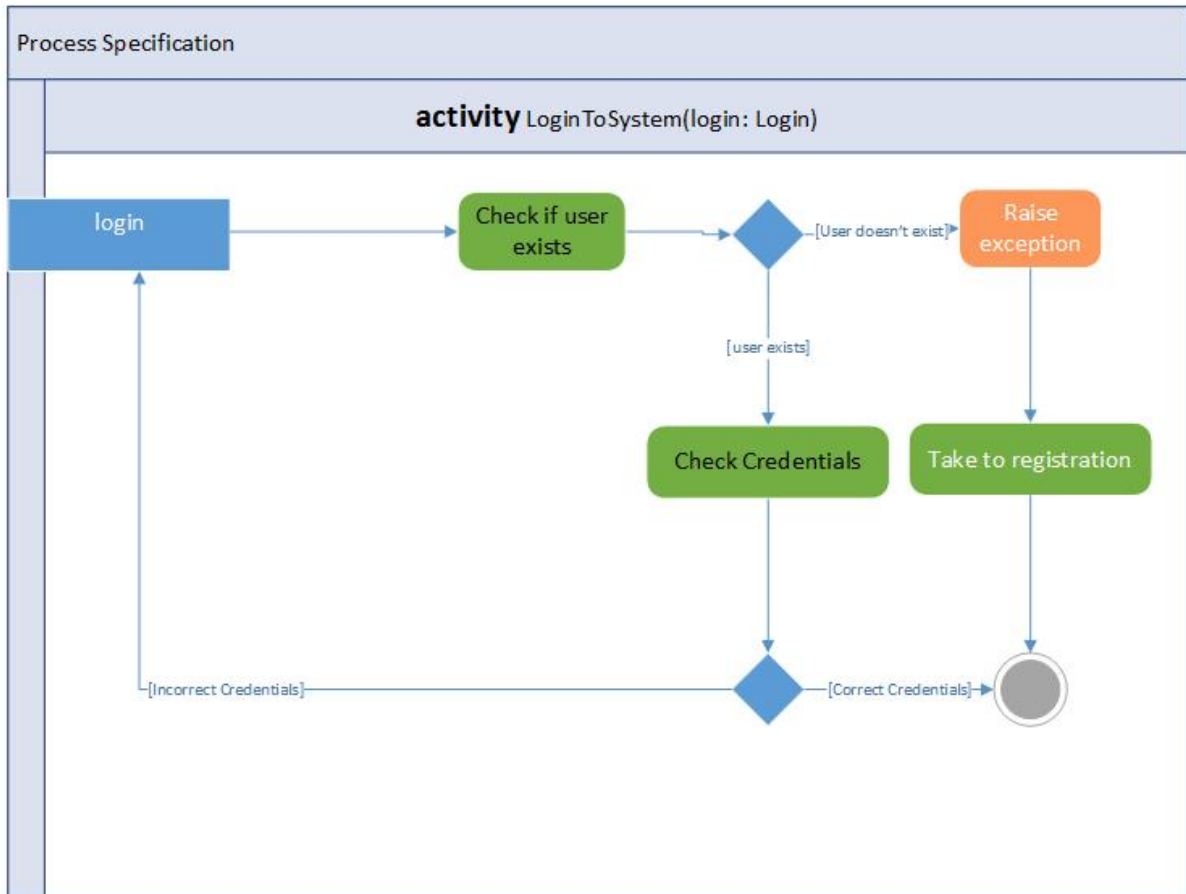 Process Specification
activity LoginToSystem(login: Login)
login
Check if user
exists
[User doesn't exist]
Raise
exception
[user exists]
Check Credentials
Take to registration
[Incorrect Credentials]
[Correct Credentials]